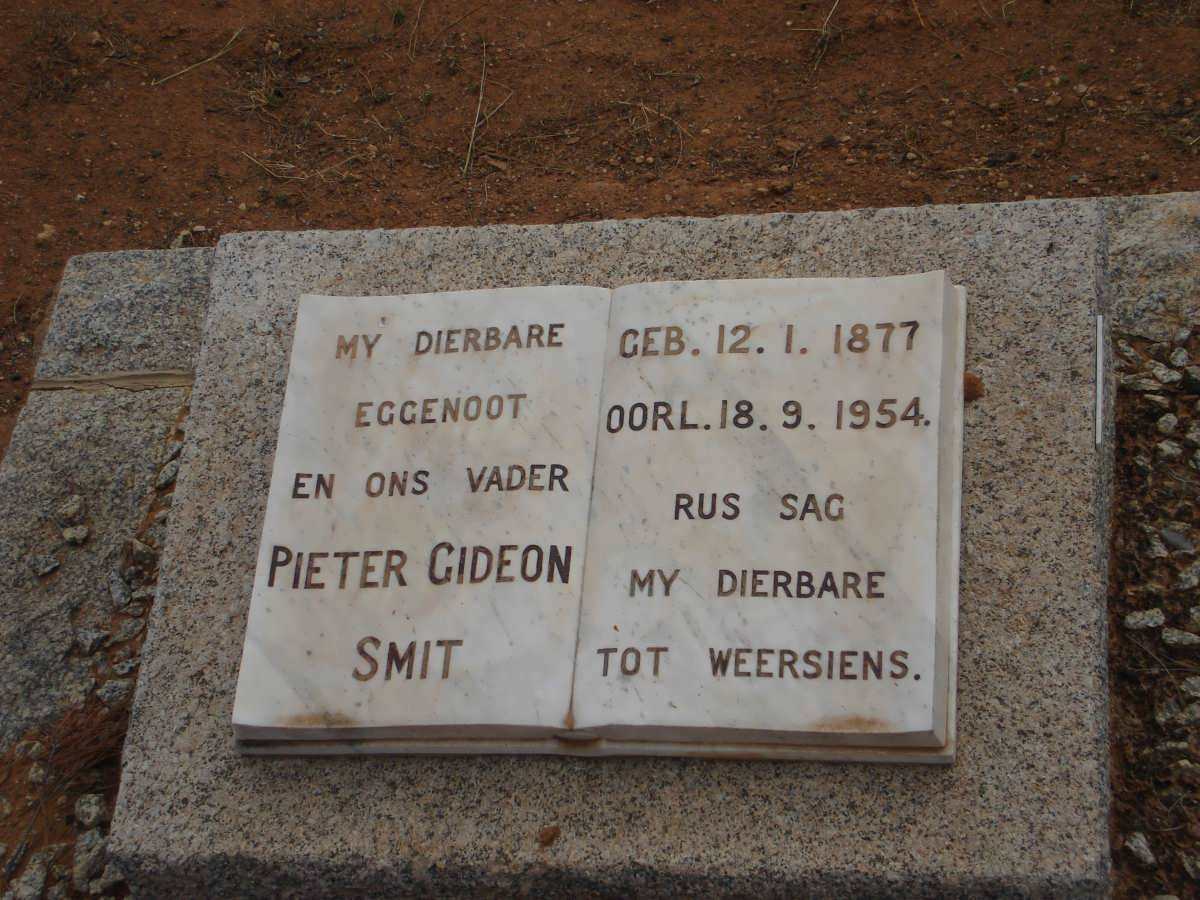 MY DIERBARE
EGGENOOT
EN ONS VADER
PIETER GIDEON
SMIT
GEB. 12. 1. 1877
OORL. 18. 9. 1954.
RUS SAG
MY DIERBARE
TOT WEERSIENS.